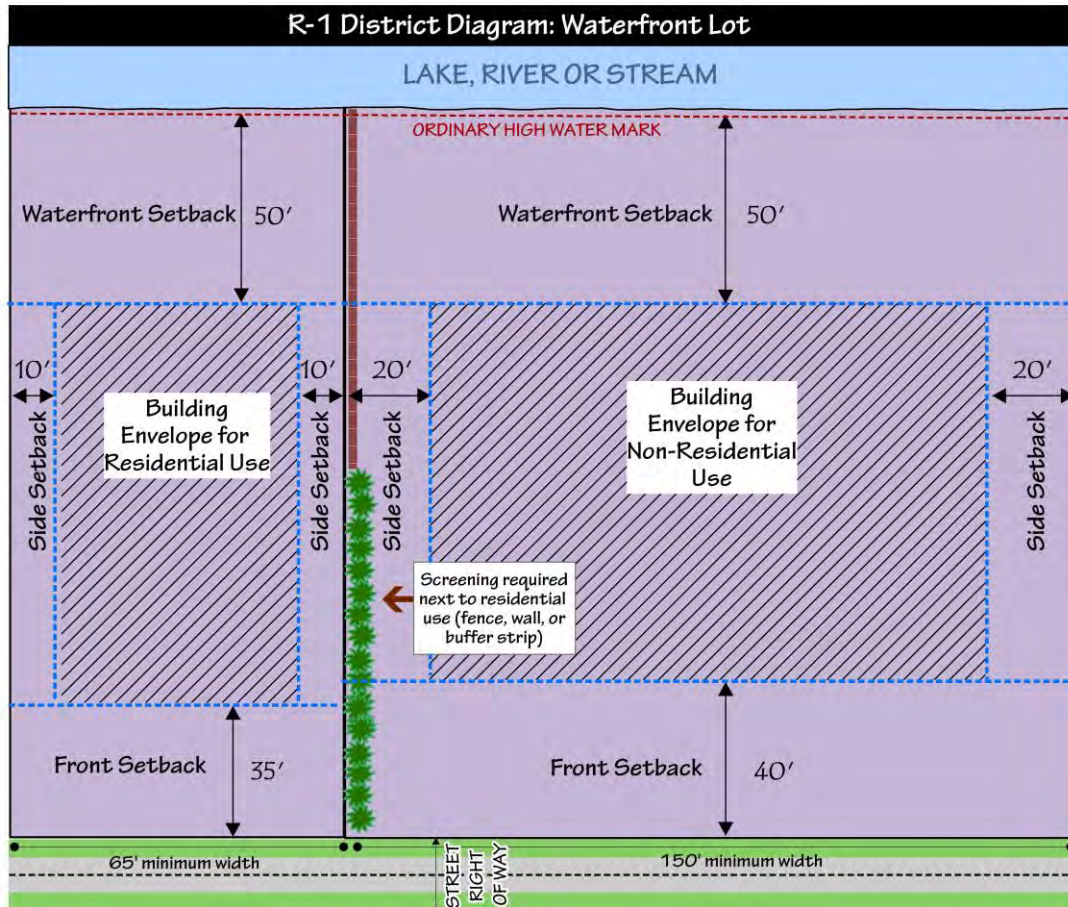 R-1 District Diagram: Waterfront Lot
LAKE, RIVER OR STREAM
ORDINARY HIGH WATER MARK
Waterfront Setback 50'
Waterfront Setback 50'
10'
Side Setback
Building
Envelope for
Residential Use
10'
Side Setback
20'
Side Setback
Building
Envelope for
Non-Residential
Use
20'
Side Setback
Screening required
next to residential
use (fence, wall, or
buffer strip)
Front Setback 35'
Front Setback 40'
65' minimum width
STREET
RIGHT
OF WAY
150' minimum width